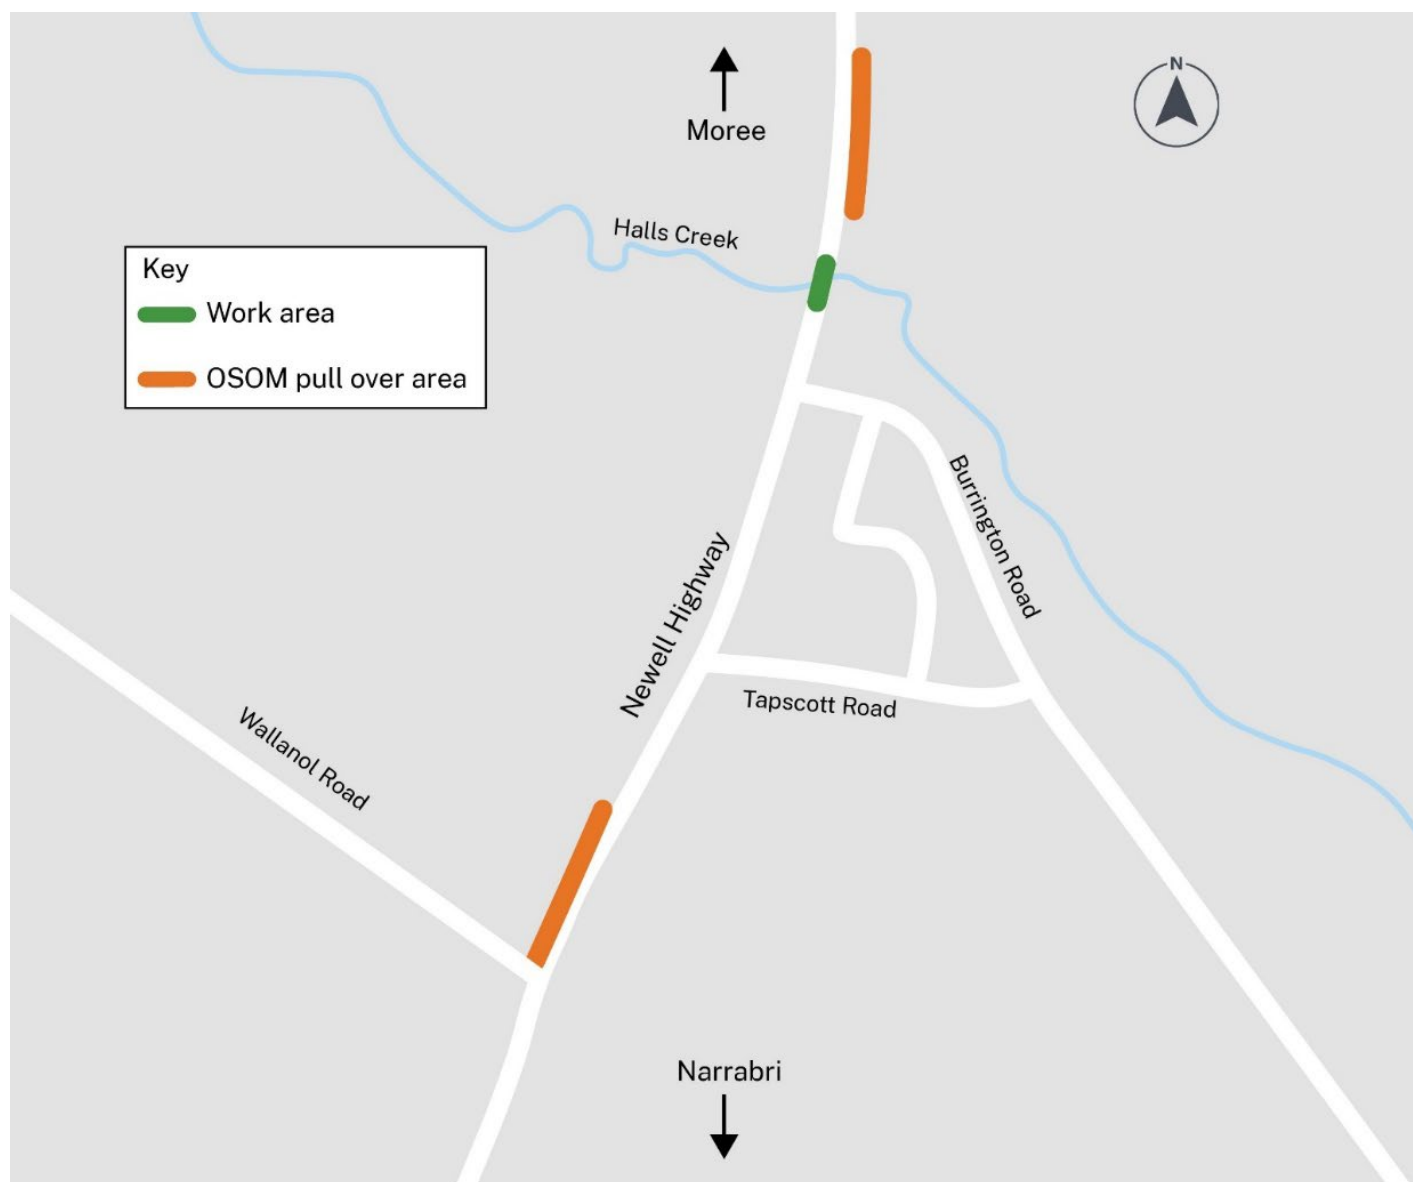 N
Moree
Halls Creek
Key
Work area
OSOM pull over area
Burrington Road
Newell Highway
Tapscott Road
Wallanol Road
Narrabri